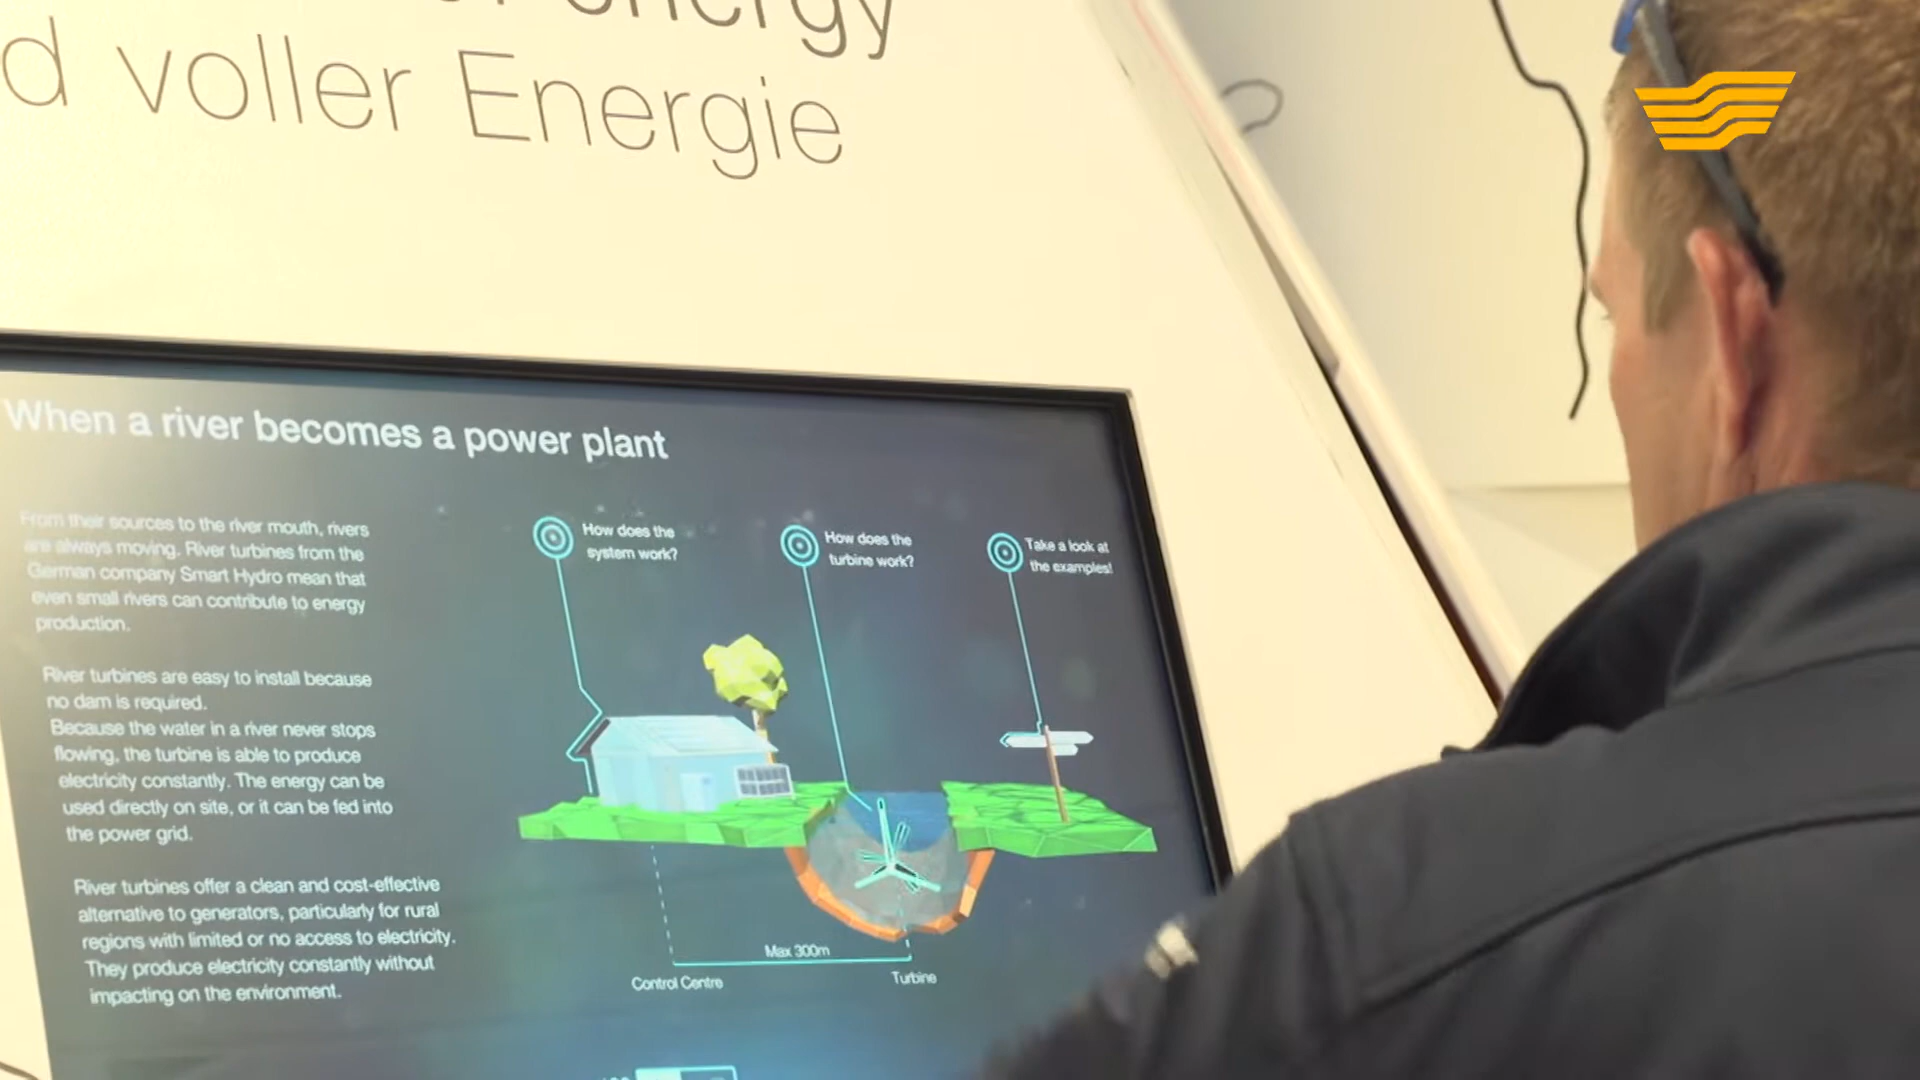 energy
d voller Energie
When a river becomes a power plant
From their sources to the river mouth, rivers
are always moving. River turbines from the
German company Smart Hydro mean that
even small rivers can contribute to energy
production.
River turbines are easy to install because
no dam is required.
Because the water in a river never stops
flowing, the turbine is able to produce
electricity constantly. The energy can be
used directly on site, or it can be fed into
the power grid.
River turbines offer a clean and cost-effective
alternative to generators, particularly for rural
regions with limited or no access to electricity.
They produce electricity constantly without
impacting on the environment.
How does the
system work?
How does the
turbine work?
Take a look at
the examples!
Max 300m
Control Centre
Turbine